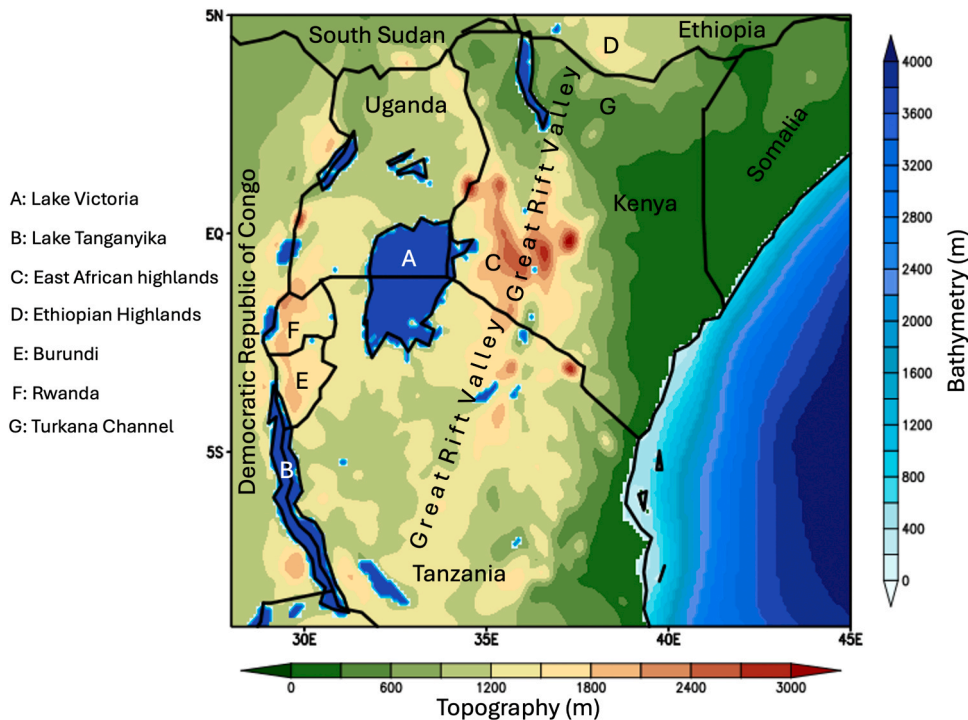 5N
South Sudan
Ethiopia
D
Uganda
G
Great Rift Valley
Somalia
Kenya
Democratic Republic of Congo
EQ
A
C
F
E
Great Rift Valley
5S
B
Tanzania
30E
35E
40E
45E
A: Lake Victoria
B: Lake Tanganyika
C: East African highlands
D: Ethiopian Highlands
E: Burundi
F: Rwanda
G: Turkana Channel
4000
3600
3200
2800
2400
2000
1600
1200
800
400
0
Bathymetry (m)
0 600 1200 1800 2400 3000
Topography (m)